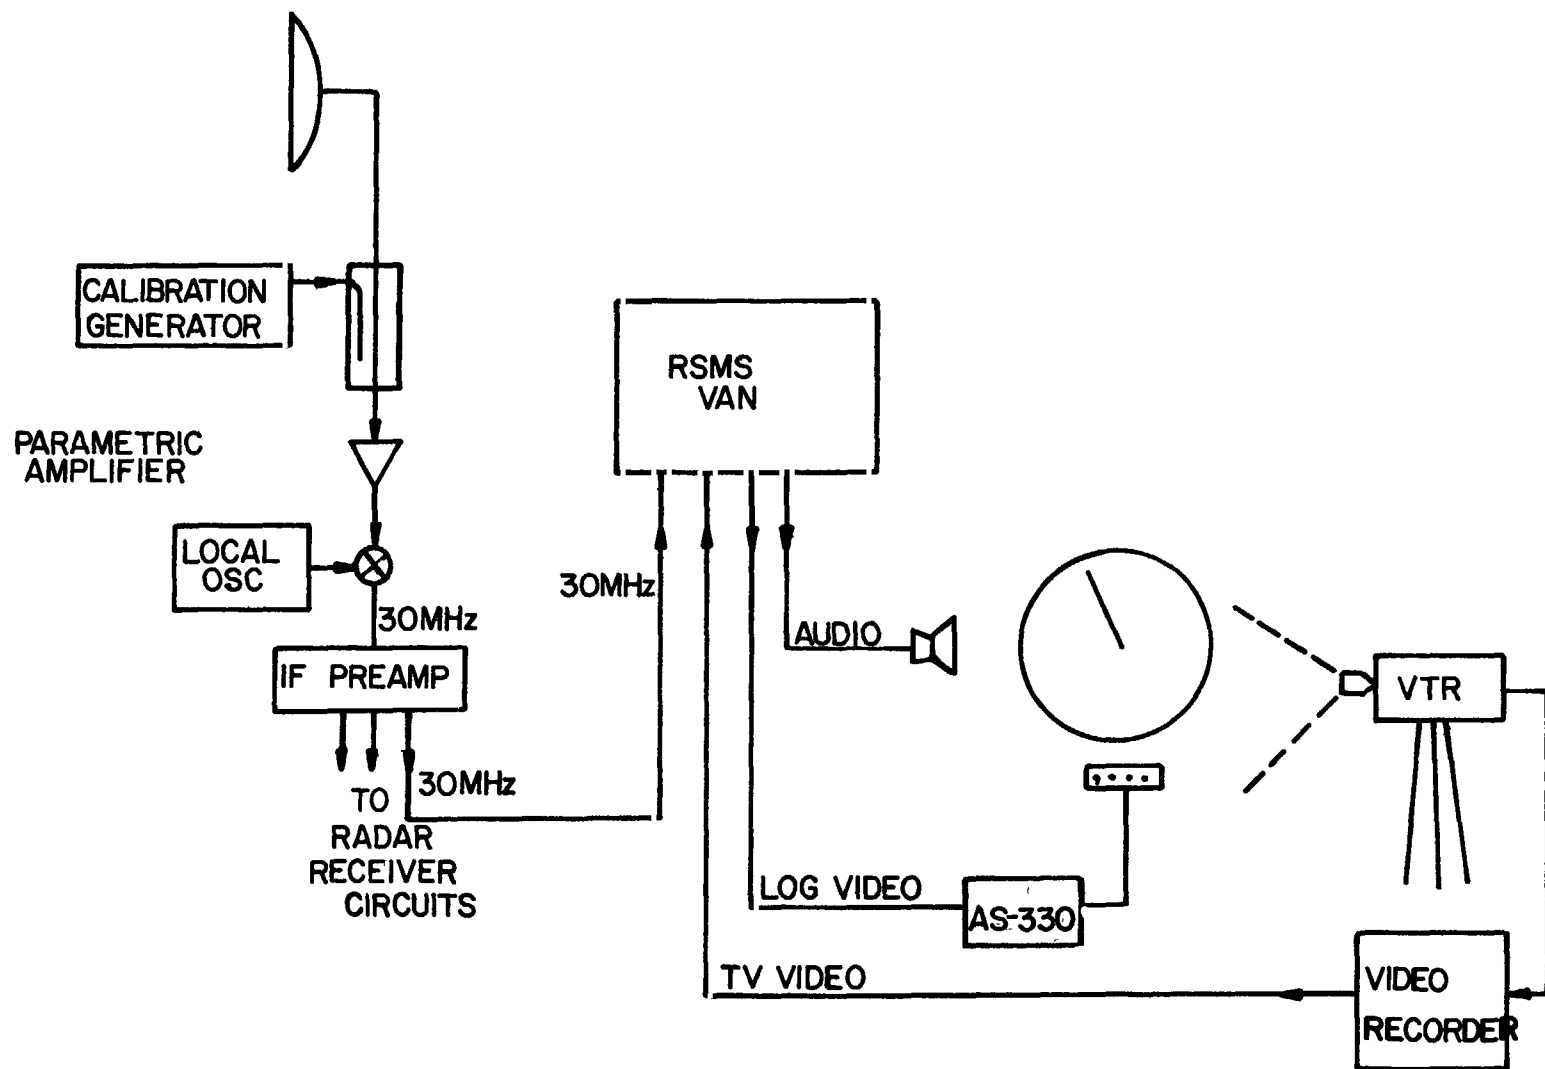 CALIBRATION
GENERATOR
PARAMETRIC
AMPLIFIER
LOCAL
OSC
30MHz
IF PREAMP
30MHz
TO
RADAR
RECEIVER
CIRCUITS
RSMS
VAN
30MHz
AUDIO
VTR
LOG VIDEO
AS-330
TV VIDEO
VIDEO
RECORDER